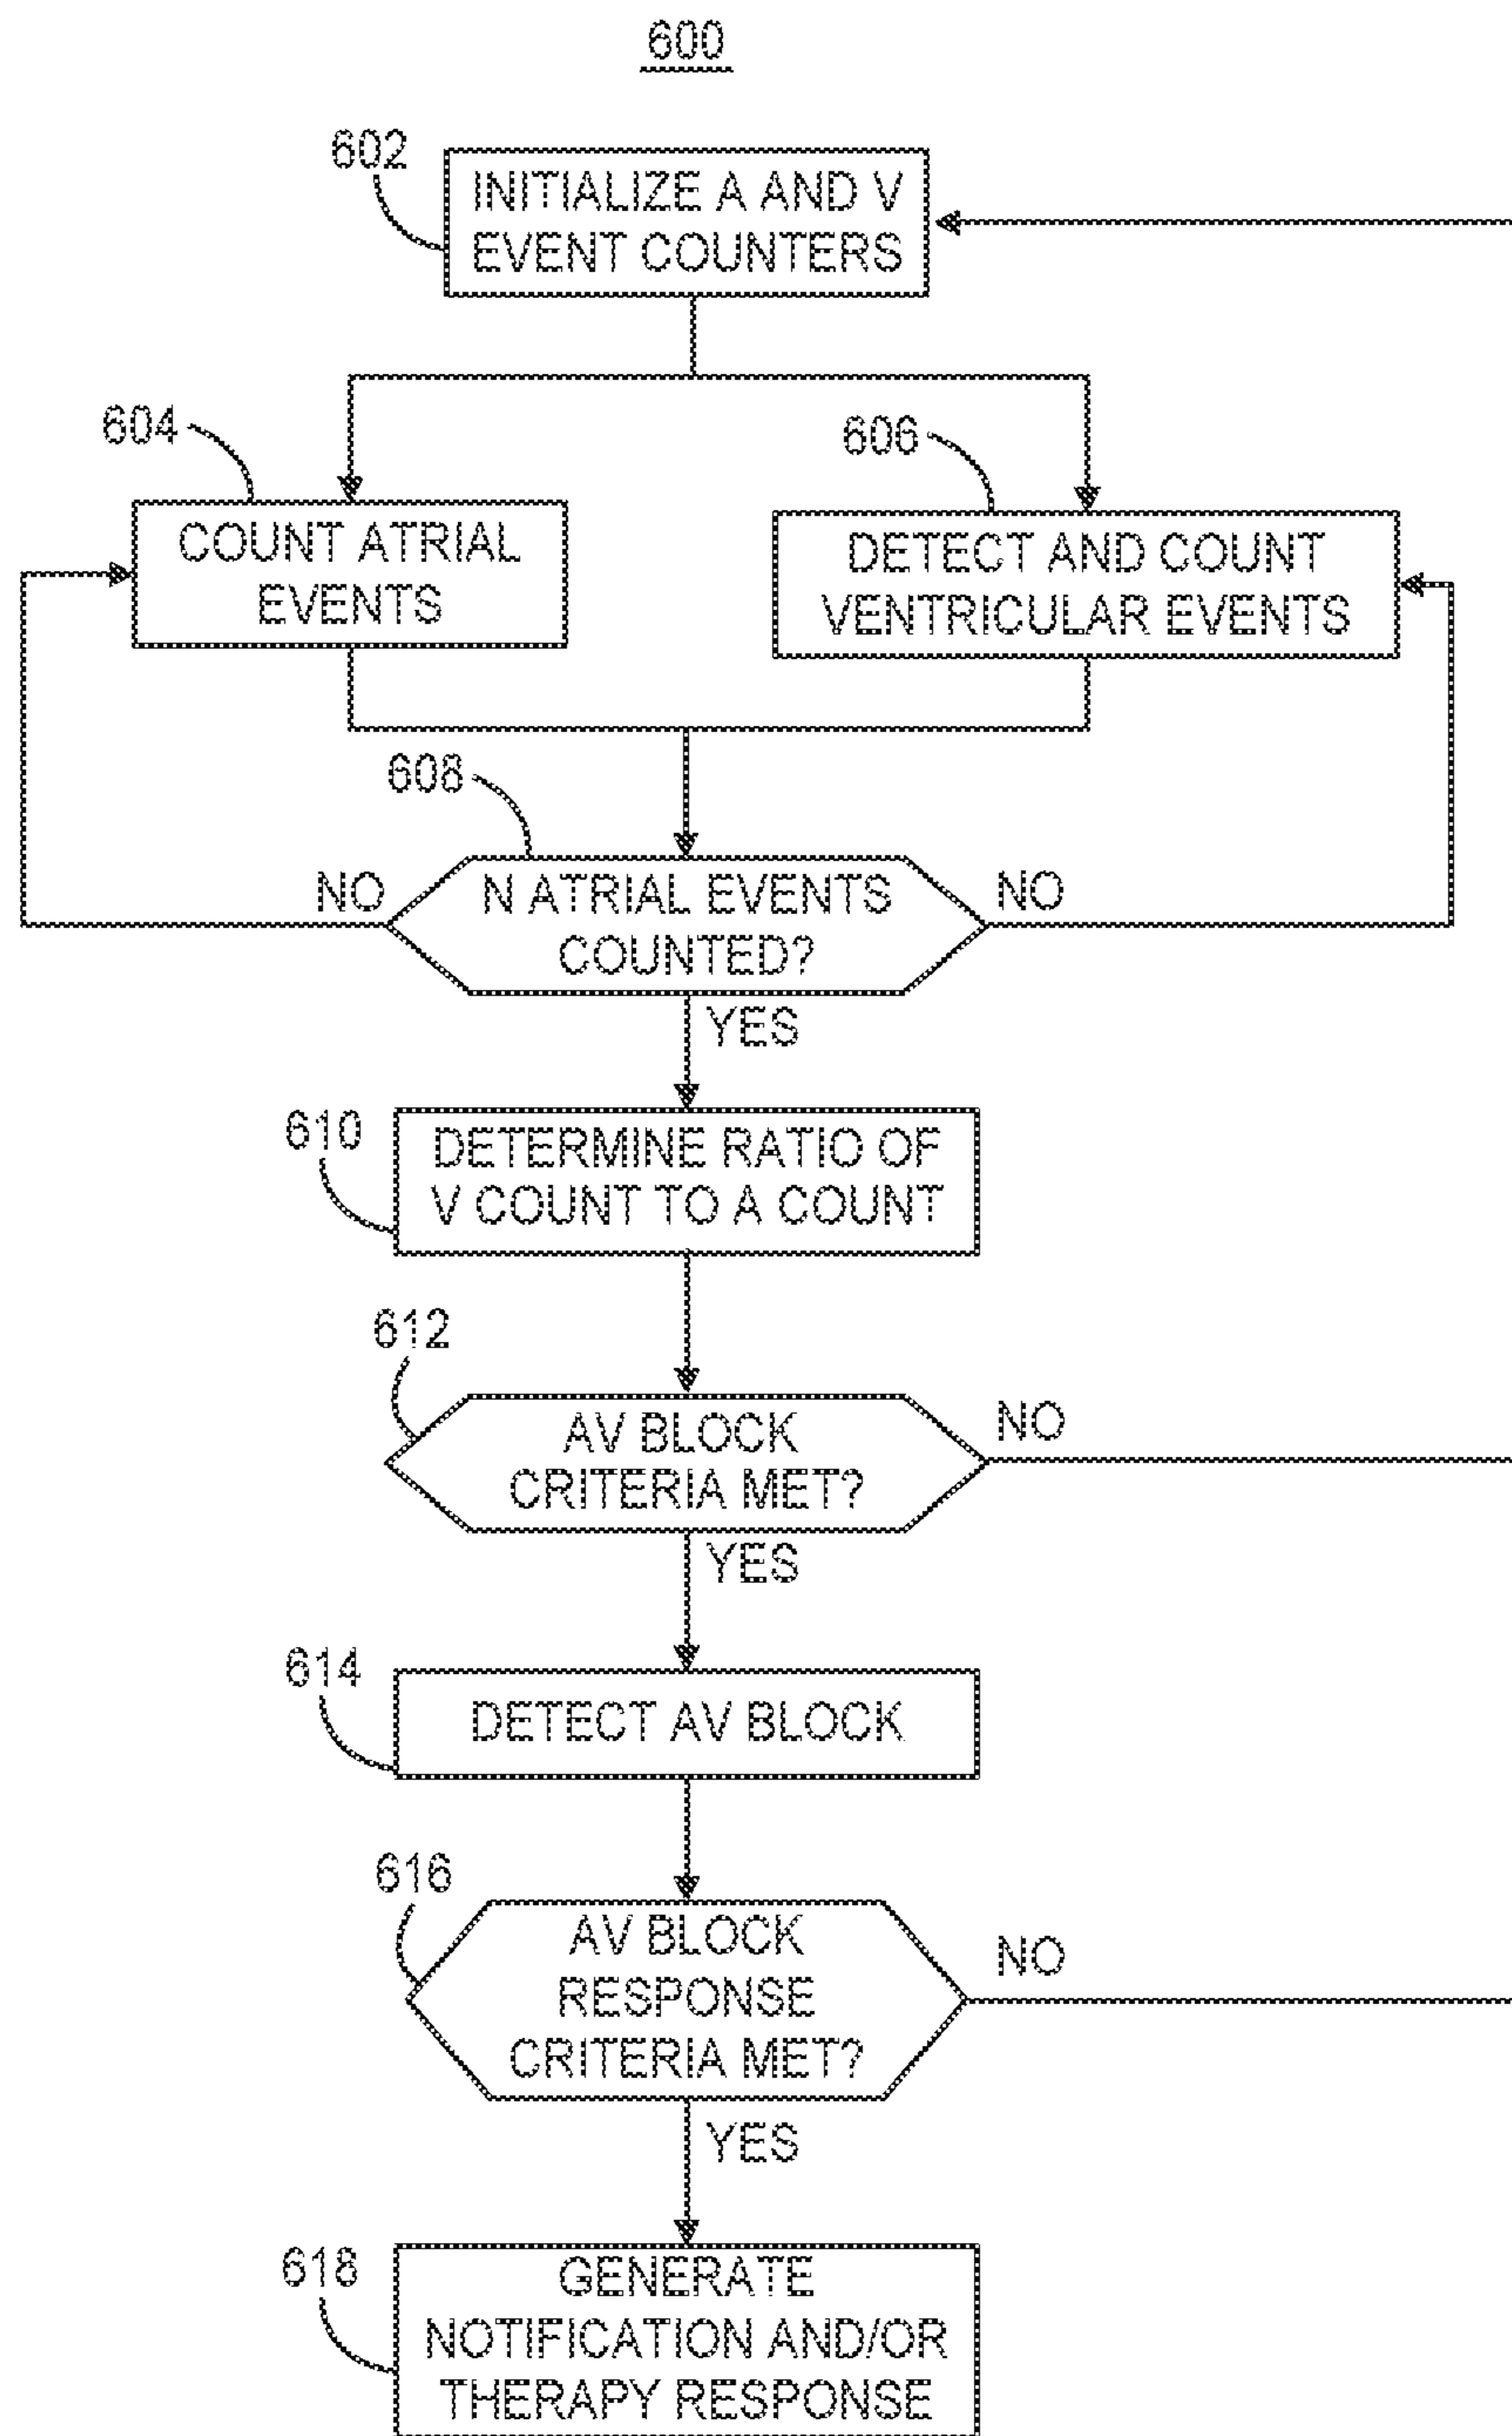 600
602
INITIALIZE A AND V
EVENT COUNTERS
604
606
COUNT ATRIAL
EVENTS
DETECT AND COUNT
VENTRICULAR EVENTS
608
NO
N ATRIAL EVENTS
COUNTED?
NO
YES
610
DETERMINE RATIO OF
V COUNT TO A COUNT
612
AV BLOCK
CRITERIA MET?
NO
YES
614
DETECT AV BLOCK
616
AV BLOCK
RESPONSE
CRITERIA MET?
NO
YES
618
GENERATE
NOTIFICATION AND/OR
THERAPY RESPONSE